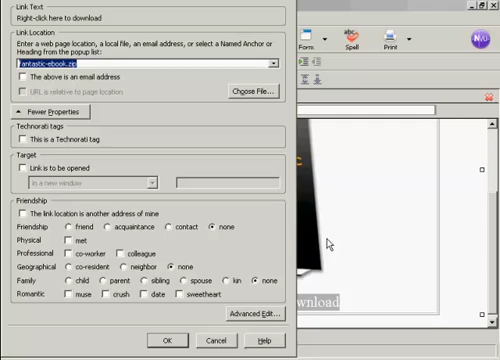 Link Text
Right-click here to download
Link Location
Enter a web page location, a local file, an email address, or select a Named Anchor or
Heading from the popup list:
fantastic-ebook.zip
The above is an email address
URL is relative to page location
Choose File...
Fewer Properties
Technorati tags
This is a Technorati tag
Target
Link is to be opened
in a new window
Friendship
The link location is another address of mine
Friendship friend acquaintance contact none
Physical met
Professional co-worker colleague
Geographical co-resident neighbor none
Family child parent sibling spouse kin none
Romantic muse crush date sweetheart
Advanced Edit...
OK Cancel Help
Form Spell Print
abc
Nvu
wnload